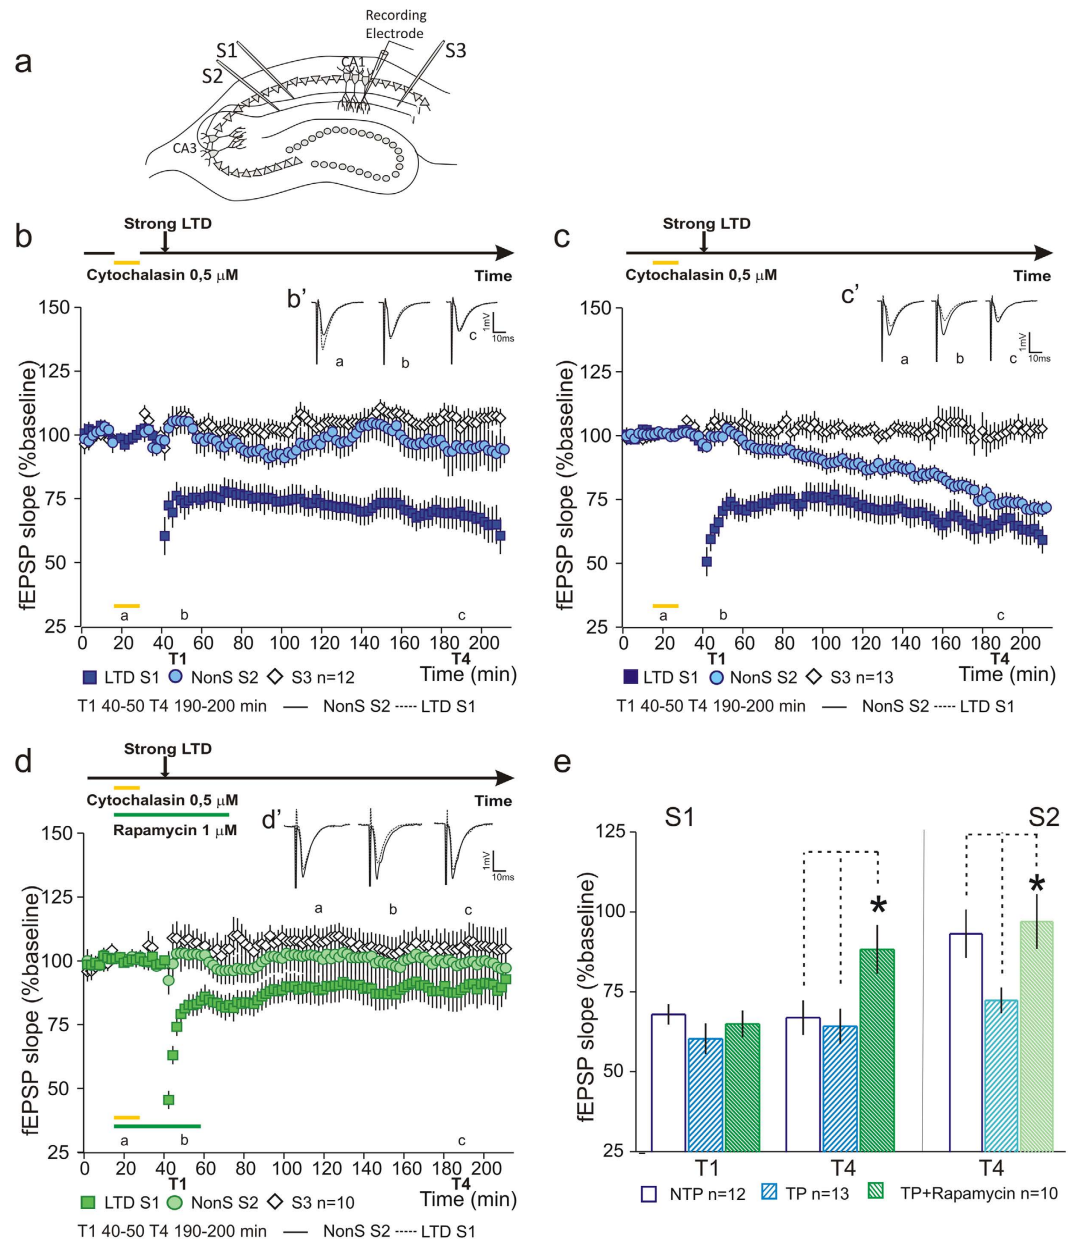 a
Recording
Electrode
S1
S2
S3
CA1
CA3
b
Strong LTD
Cytochalasin 0,5 μM
Time
b'
a
b
c
1mV
10ms
fEPSP slope (%baseline)
150
125
100
75
50
25
a
b
c
0 20 40 60 80 100 120 140 160 180 200
T1
T4
Time (min)
LTD S1 NonS S2 S3 n=12
T1 40-50 T4 190-200 min NonS S2 LTD S1
c
Strong LTD
Cytochalasin 0,5 μM
Time
c'
a
b
c
1mV
10ms
fEPSP slope (%baseline)
150
125
100
75
50
25
a
b
c
0 20 40 60 80 100 120 140 160 180 200
T1
T4
Time (min)
LTD S1 NonS S2 S3 n=13
T1 40-50 T4 190-200 min NonS S2 LTD S1
d
Strong LTD
Cytochalasin 0,5 μM
Time
Rapamycin 1 μM
d'
a
b
c
1mV
10ms
fEPSP slope (%baseline)
150
125
100
75
50
25
a
b
c
0 20 40 60 80 100 120 140 160 180 200
T1
T4
Time (min)
LTD S1 NonS S2 S3 n=10
T1 40-50 T4 190-200 min NonS S2 LTD S1
e
S1
S2
fEPSP slope (%baseline)
125
100
75
50
25
*
*
T1
T4
T4
NTP n=12 TP n=13 TP+Rapamycin n=10